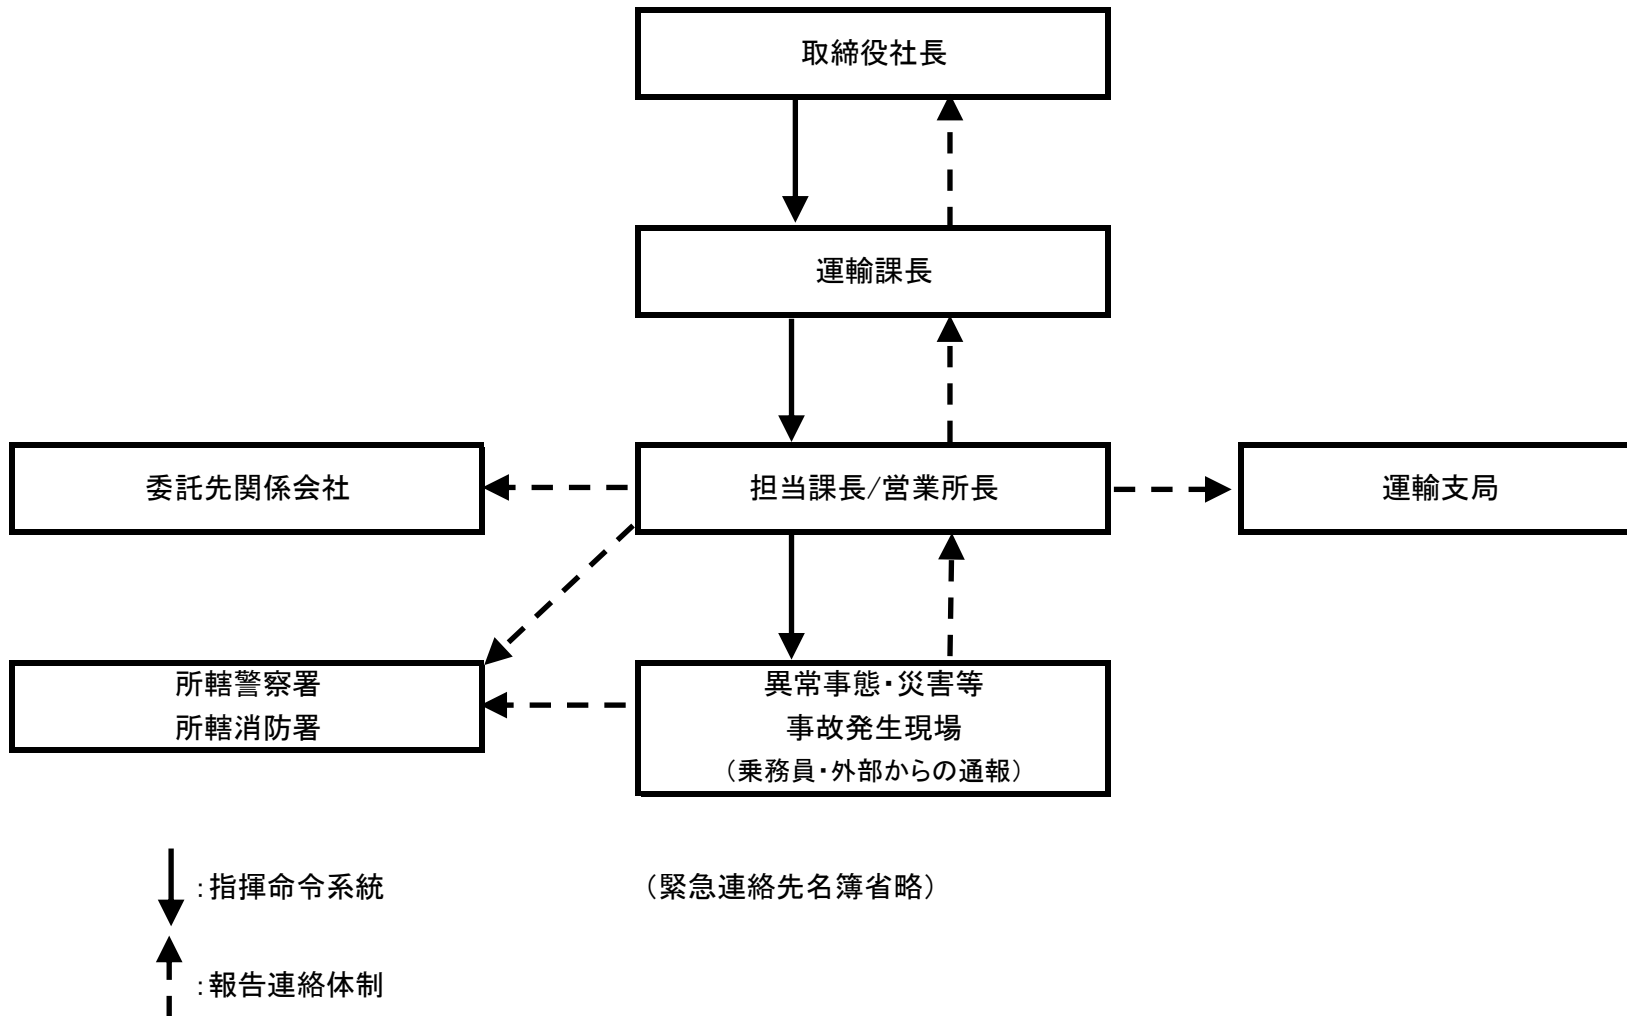 取締役社長
運輸課長
委託先関係会社
担当課長/営業所長
運輸支局
所轄警察署
所轄消防署
異常事態・災害等
事故発生現場
（乗務員・外部からの通報）
：指揮命令系統
（緊急連絡先名簿省略）
：報告連絡体制